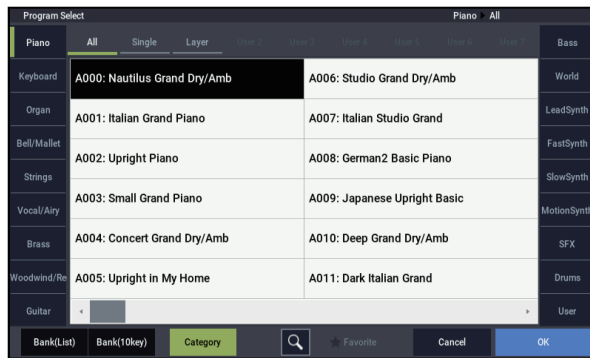 Program Select
Piano All
Piano
All Single Layer User 2 User 3 User 4 User 5 User 6 User 7
Bass
Keyboard
A000: Nautilus Grand Dry/Amb
A006: Studio Grand Dry/Amb
World
Organ
A001: Italian Grand Piano
A007: Italian Studio Grand
LeadSynth
Bell/Mallet
A002: Upright Piano
A008: German2 Basic Piano
FastSynth
Strings
SlowSynth
Vocal/Airy
A003: Small Grand Piano
A009: Japanese Upright Basic
MotionSynth
Brass
A004: Concert Grand Dry/Amb
A010: Deep Grand Dry/Amb
SFX
Woodwind/Re
A005: Upright in My Home
A011: Dark Italian Grand
Drums
Guitar
User
Bank(List) Bank(10key) Category Favorite Cancel OK